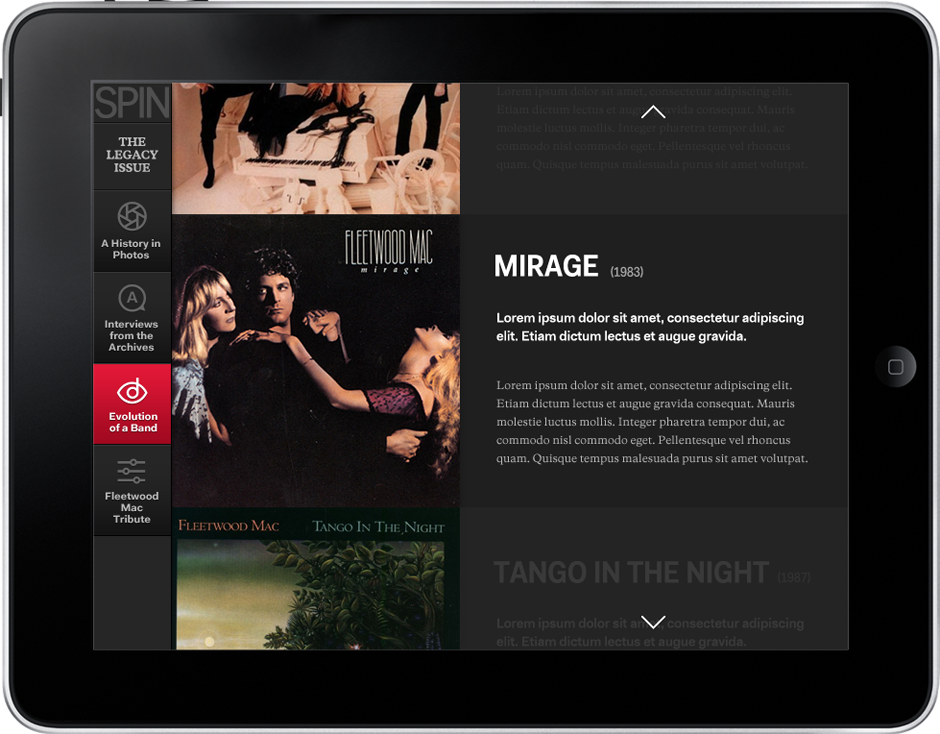 SPIN
THE
LEGACY
ISSUE
A History in
Photos
A
Interviews
from the
Archives
Evolution
of a Band
Fleetwood
Mac
Tribute
Lorem ipsum dolor sit amet, consectetur adipiscing elit.
Etiam dictum lectus et augue gravida consequat. Mauris
molestie luctus mollis. Integer pharetra tempor dui, ac
commodo nisl commodo eget. Pellentesque vel rhoncus
quam. Quisque tempus malesuada purus sit amet volutpat.
FLEETWOOD MAC
mirage
MIRAGE (1983)
Lorem ipsum dolor sit amet, consectetur adipiscing
elit. Etiam dictum lectus et augue gravida.
Lorem ipsum dolor sit amet, consectetur adipiscing elit.
Etiam dictum lectus et augue gravida consequat. Mauris
molestie luctus mollis. Integer pharetra tempor dui, ac
commodo nisl commodo eget. Pellentesque vel rhoncus
quam. Quisque tempus malesuada purus sit amet volutpat.
FLEETWOOD MAC TANGO IN THE NIGHT
TANGO IN THE NIGHT (1987)
Lorem ipsum dolor sit amet, consectetur adipiscing
elit. Etiam dictum lectus et augue gravida.